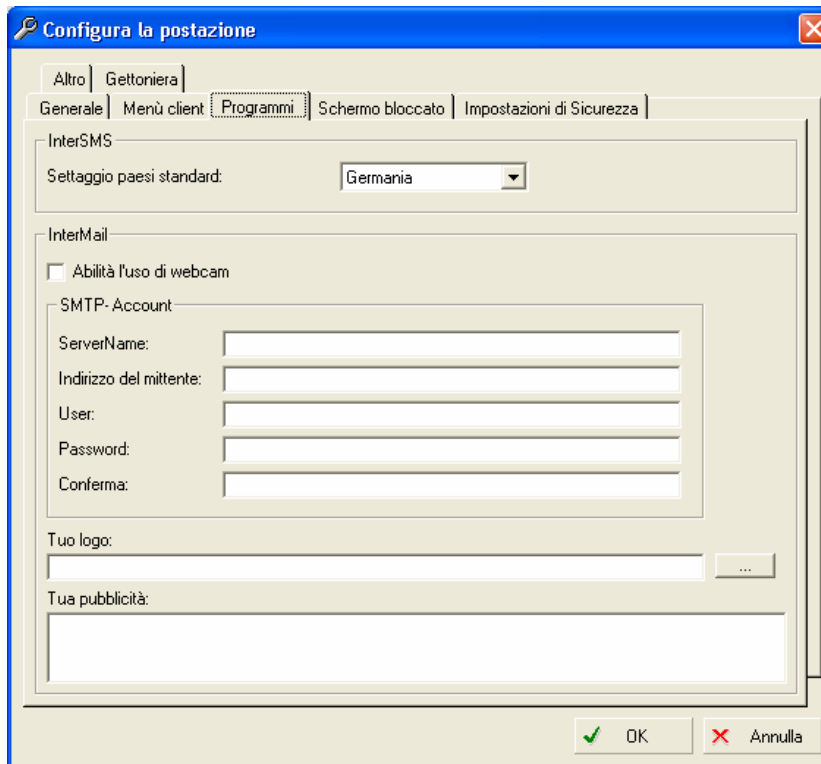 Configura la postazione
Altro Gettoniera
Generale Menù client Programmi Schermo bloccato Impostazioni di Sicurezza
InterSMS
Settaggio paesi standard: Germania
InterMail
Abilità l'uso di webcam
SMTP- Account
ServerName:
Indirizzo del mittente:
User:
Password:
Conferma:
Tuo logo:
...
Tua pubblicità:
OK Annulla